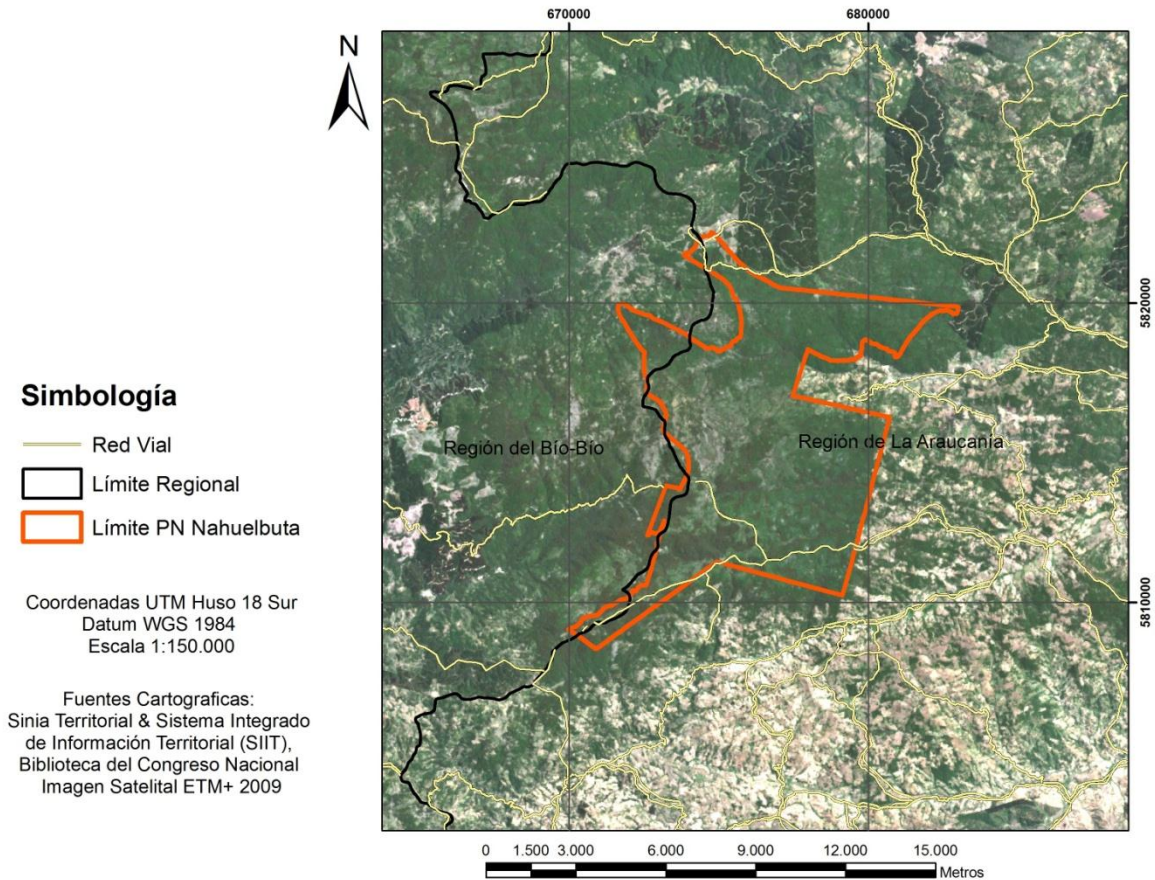 670000
680000
N
5820000
Simbología
Red Vial
Límite Regional
Límite PN Nahuelbuta
Región del Bío-Bío
Región de La Araucanía
Coordenadas UTM Huso 18 Sur
Datum WGS 1984
Escala 1:150.000
5810000
Fuentes Cartograficas:
Sinia Territorial & Sistema Integrado
de Información Territorial (SIIT),
Biblioteca del Congreso Nacional
Imagen Satelital ETM+ 2009
0 1.500 3.000 6.000 9.000 12.000 15.000
Metros